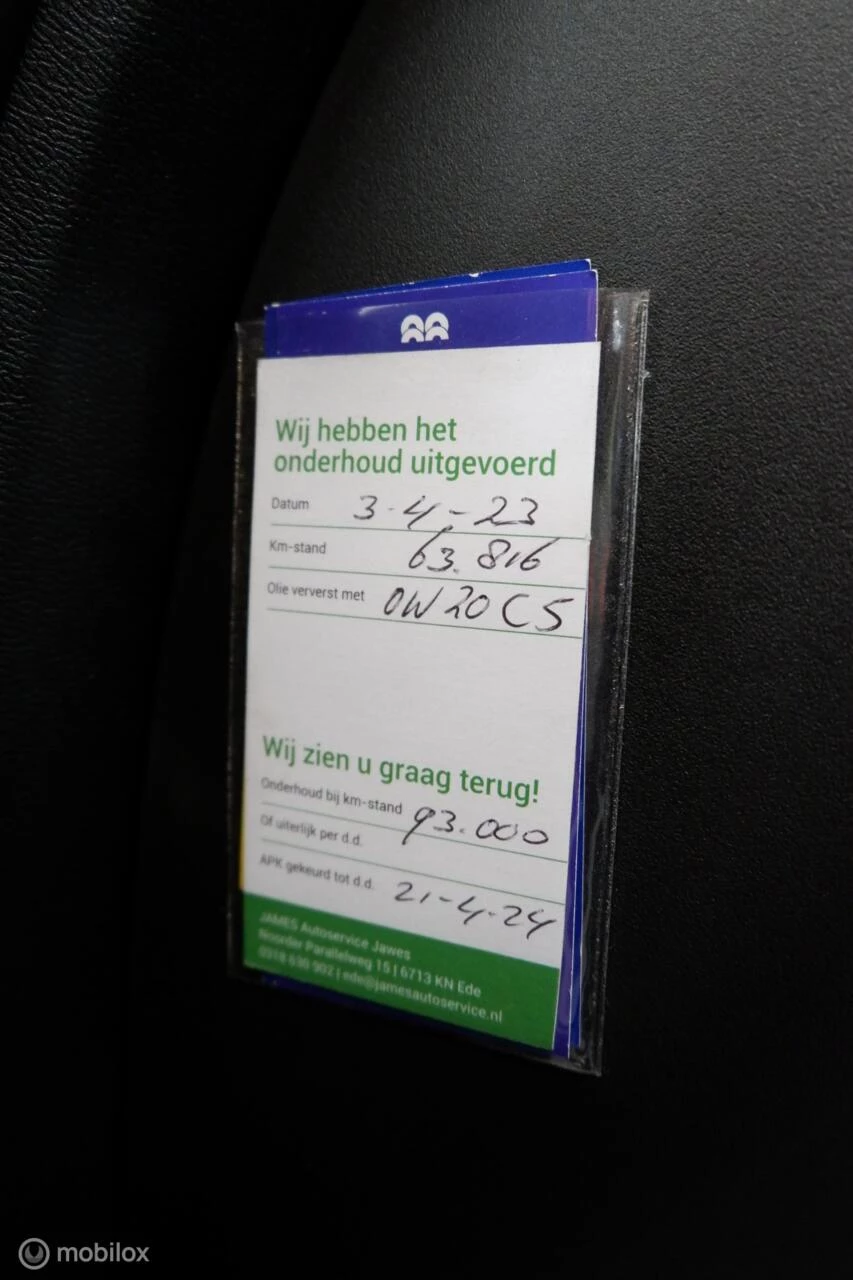 Wij hebben het
onderhoud uitgevoerd
Datum 3-4-23
Km-stand 63.816
Olie ververst met 0W20 C5
Wij zien u graag terug!
Onderhoud bij km-stand 93.000
Of uiterlijk per d.d.
APK gekeurd tot d.d. 21-4-24
JAMES Autoservice Jawes
Noorder Parallelweg 15 | 6713 KN Ede
0318 630 902 | ede@jamesautoservice.nl
mobilox